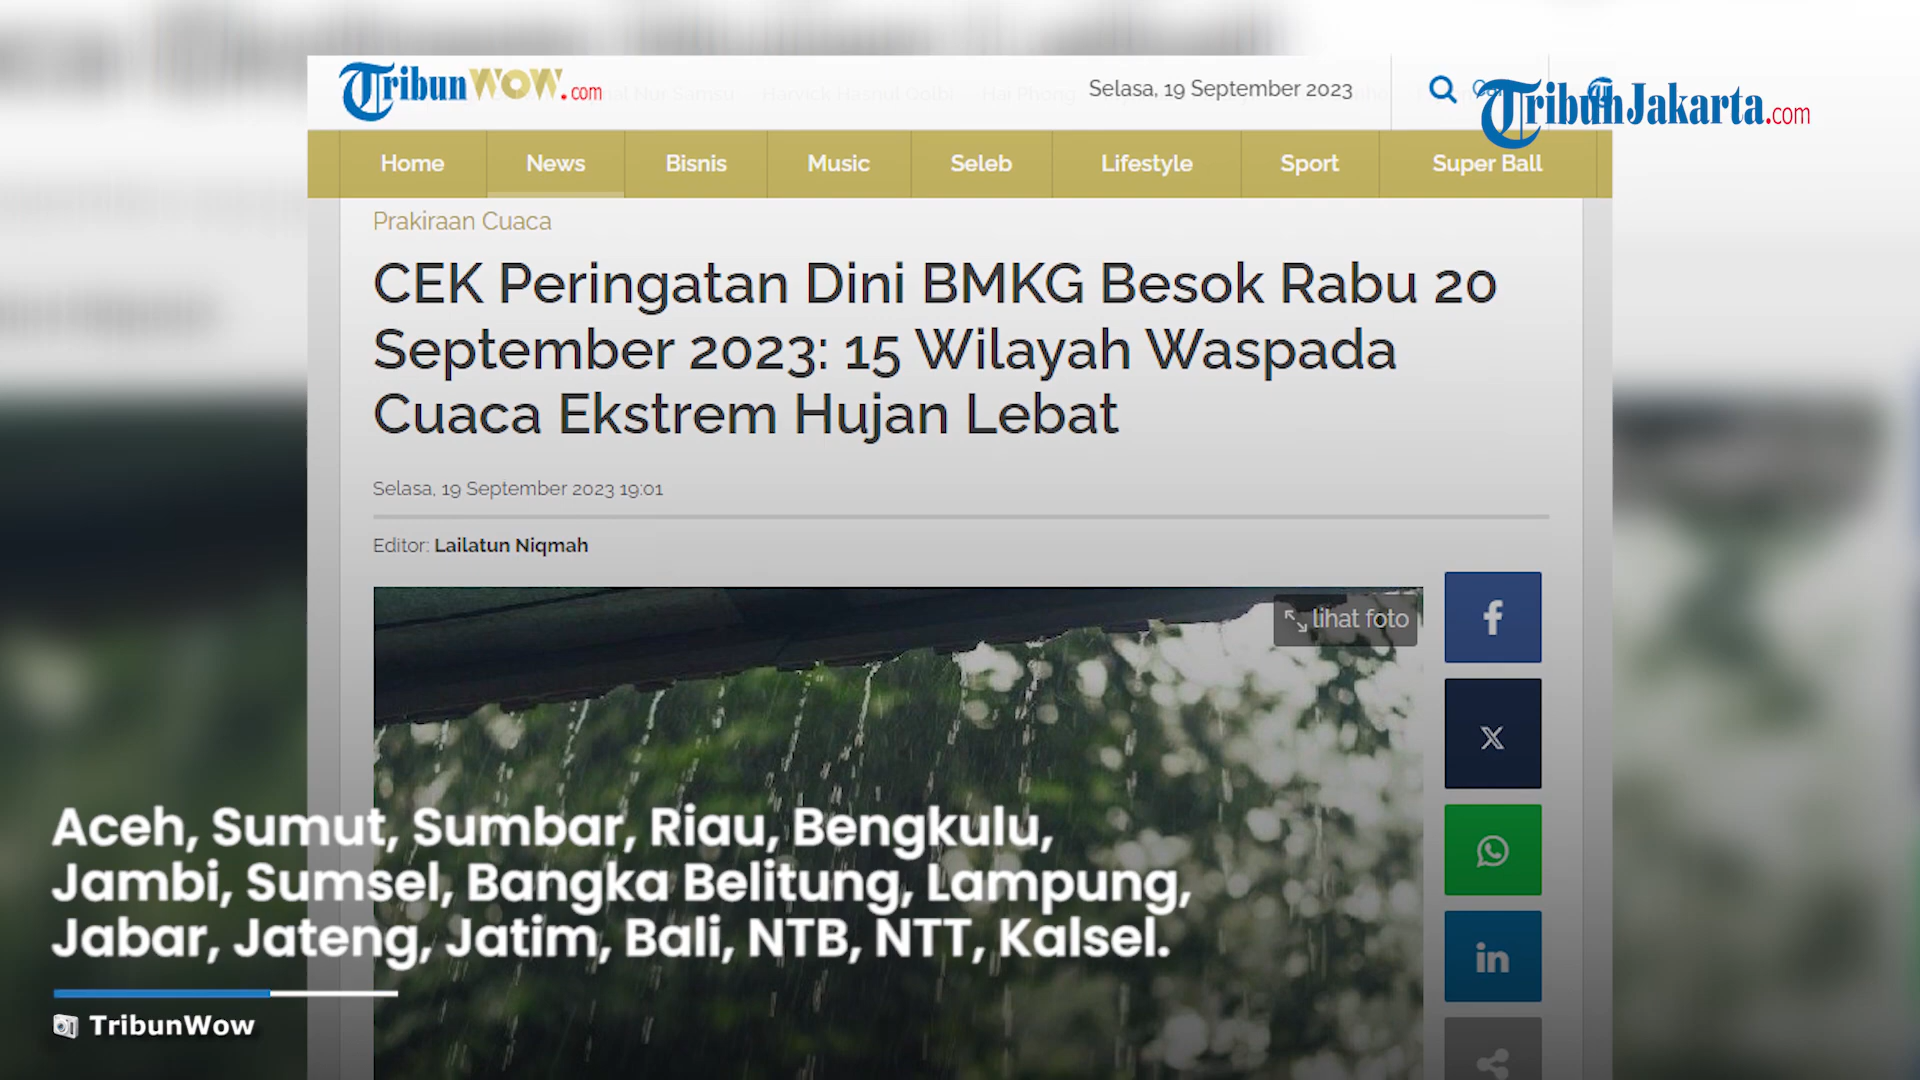 TribunWOW.com
Selasa, 19 September 2023
TribunJakarta.com
Home News Bisnis Music Seleb Lifestyle Sport Super Ball
Prakiraan Cuaca
CEK Peringatan Dini BMKG Besok Rabu 20
September 2023: 15 Wilayah Waspada
Cuaca Ekstrem Hujan Lebat
Selasa, 19 September 2023 19:01
Editor: Lailatun Niqmah
lihat foto
Aceh, Sumut, Sumbar, Riau, Bengkulu,
Jambi, Sumsel, Bangka Belitung, Lampung,
Jabar, Jateng, Jatim, Bali, NTB, NTT, Kalsel.
TribunWow